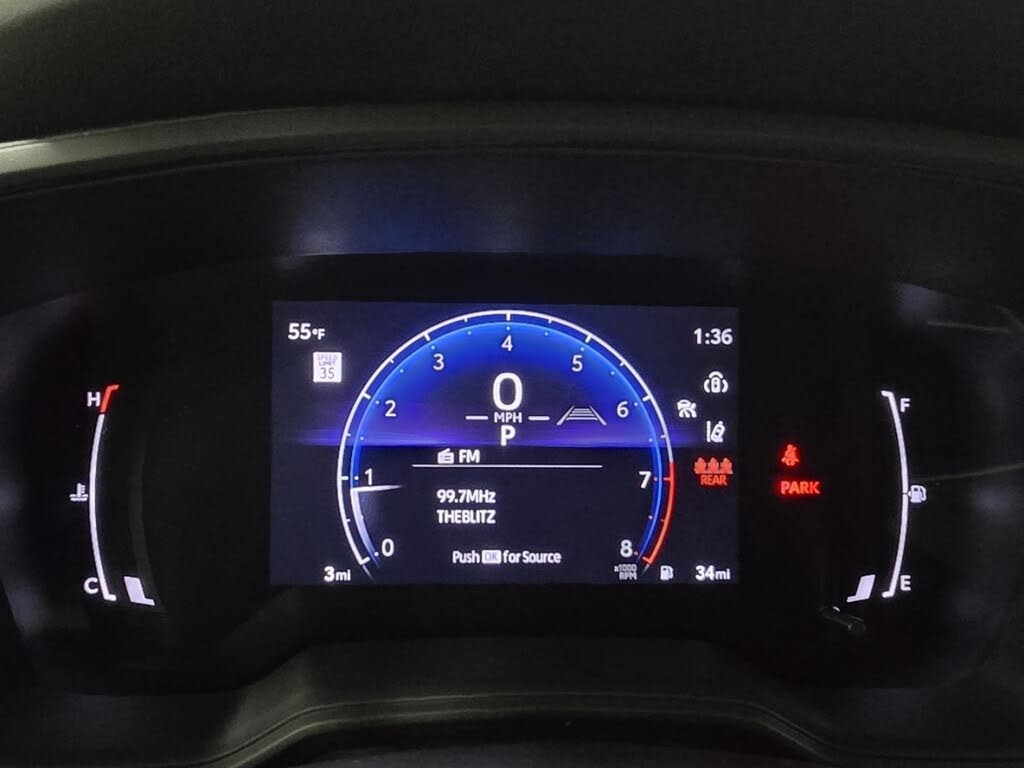 55°F
SPEED
LIMIT
35
1:36
H
C
0
1
2
3
4
5
6
7
8
0
MPH
P
FM
99.7MHz
THEBLITZ
Push OK for Source
x1000
RPM
3mi
34mi
REAR
PARK
F
E